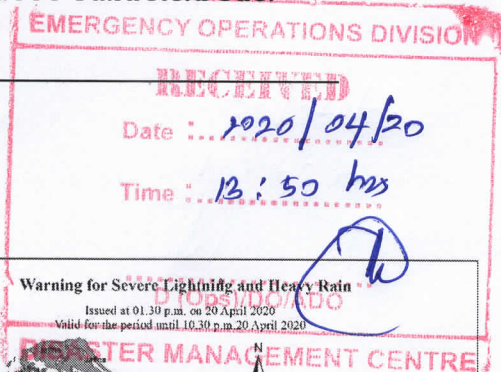 EMERGENCY OPERATIONS DIVISION
RECEIVED
Date : 2020/04/20
Time : 13:50 hrs
Warning for Severe Lightning and Heavy Rain
D (Ops)/DO/ADO
Issued at 01.30 p.m. on 20 April 2020
Valid for the period until 10.30 p.m.20 April 2020
DISASTER MANAGEMENT CENTRE
N